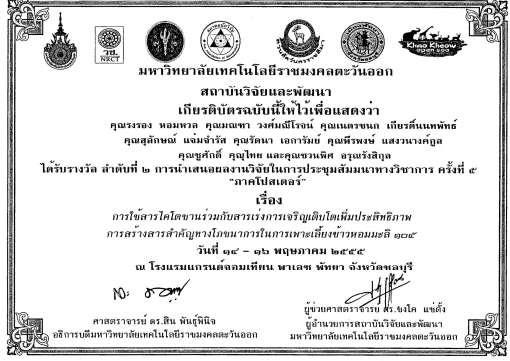 วช.
NRCT
Khao Kheow
open zoo
มหาวิทยาลัยเทคโนโลยีราชมงคลตะวันออก
สถาบันวิจัยและพัฒนา
เกียรติบัตรฉบับนี้ให้ไว้เพื่อแสดงว่า
คุณรงรอง หอมหวล คุณมณฑา วงศ์มณีโรจน์ คุณเนตรชนก เกียรติ์นนทพัทธ์
คุณสุลักษณ์ แจ่มจำรัส คุณรัตนา เอการัมย์ คุณพีรพงษ์ แสงวนางค์กูล
คุณชูศักดิ์ คุณุไทย และคุณชวนพิศ อรุณรังสิกุล
ได้รับรางวัล ลำดับที่ ๒ การนำเสนอผลงานวิจัยในการประชุมสัมมนาทางวิชาการ ครั้งที่ ๕
“ภาคโปสเตอร์”
เรื่อง
การใช้สารไคโตซานร่วมกับสารเร่งการเจริญเติบโตเพิ่มประสิทธิภาพ
การสร้างสารสำคัญทางโภชนาการในการเพาะเลี้ยงข้าวหอมมะลิ ๑๐๕
วันที่ ๑๔ - ๑๖ พฤษภาคม ๒๕๕๕
ณ โรงแรมแกรนด์จอมเทียน พาเลซ พัทยา จังหวัดชลบุรี
ศาสตราจารย์ ดร.สิน พันธุ์พินิจ
อธิการบดีมหาวิทยาลัยเทคโนโลยีราชมงคลตะวันออก
ผู้ช่วยศาสตราจารย์ ดร.ชงโค แซ่ตั้ง
ผู้อำนวยการสถาบันวิจัยและพัฒนา
มหาวิทยาลัยเทคโนโลยีราชมงคลตะวันออก